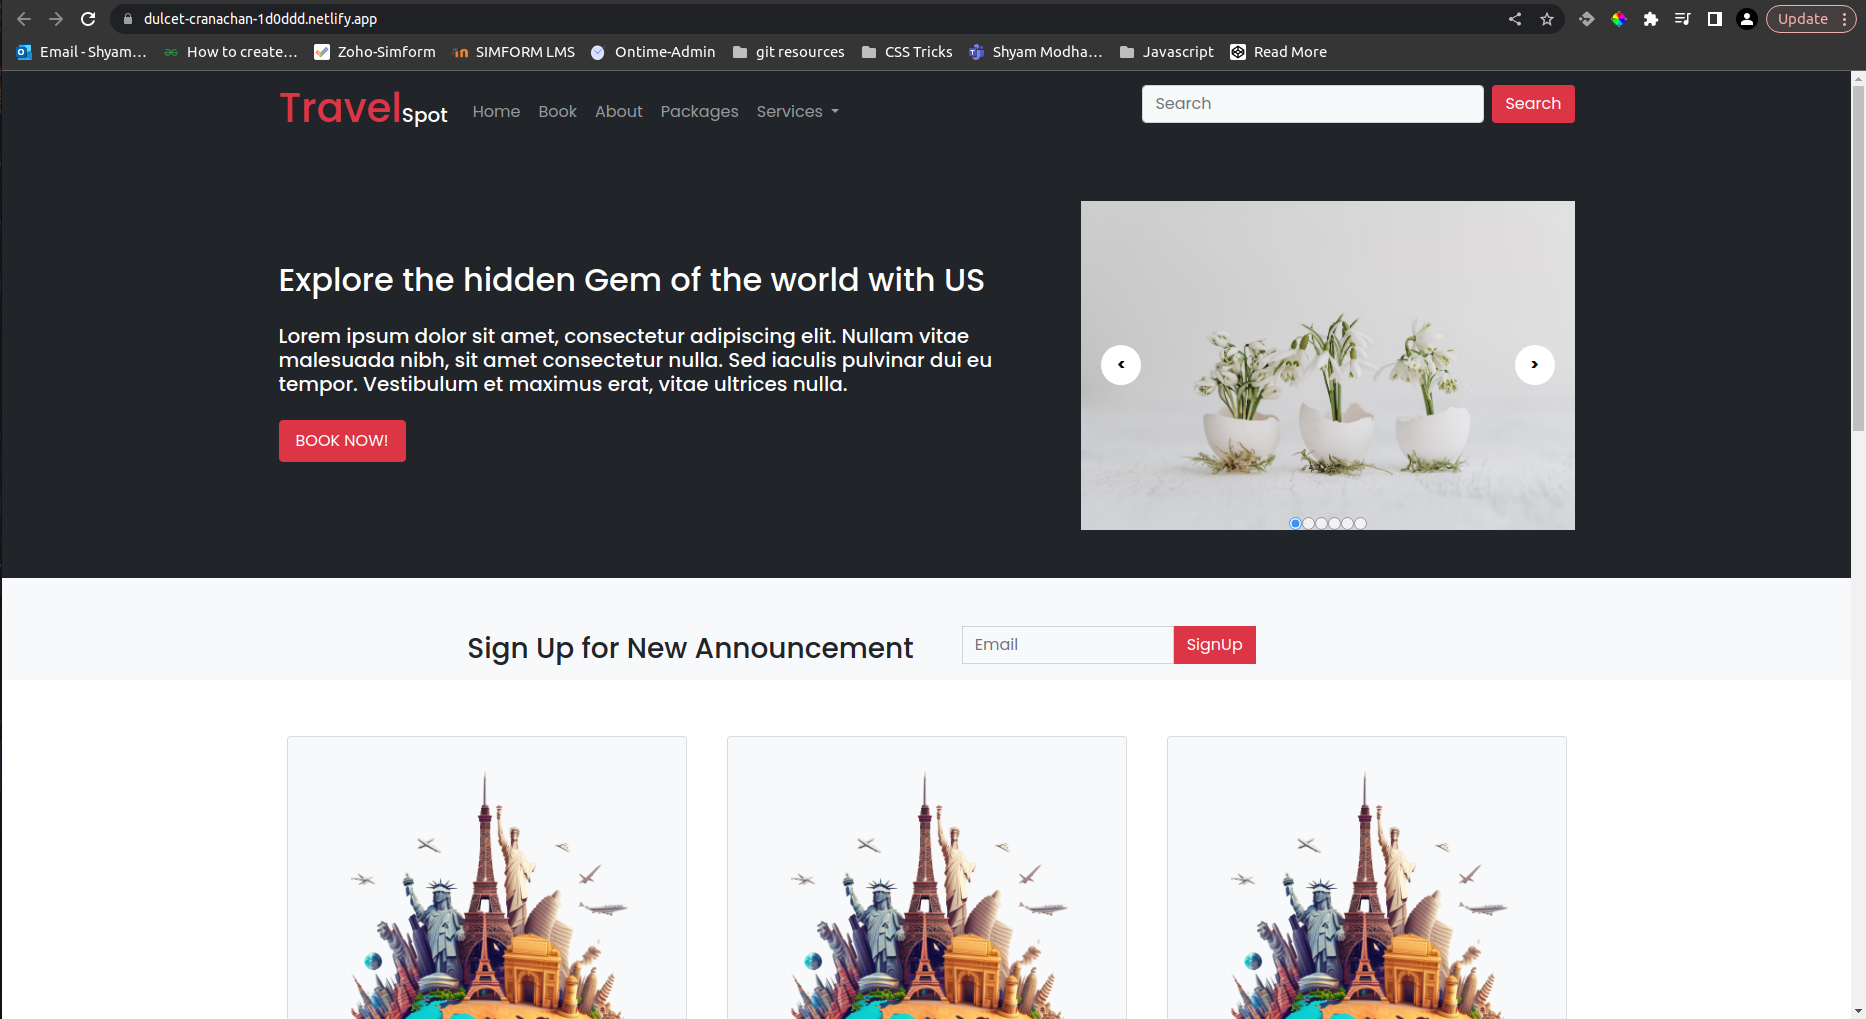 dulcet-cranachan-1d0ddd.netlify.app
Update
Email - Shyam...
How to create...
Zoho-Simform
SIMFORM LMS
Ontime-Admin
git resources
CSS Tricks
Shyam Modha...
Javascript
Read More
TravelSpot
Home
Book
About
Packages
Services
Search
Search
Explore the hidden Gem of the world with US
Lorem ipsum dolor sit amet, consectetur adipiscing elit. Nullam vitae
malesuada nibh, sit amet consectetur nulla. Sed iaculis pulvinar dui eu
tempor. Vestibulum et maximus erat, vitae ultrices nulla.
BOOK NOW!
<
>
Sign Up for New Announcement
Email
SignUp